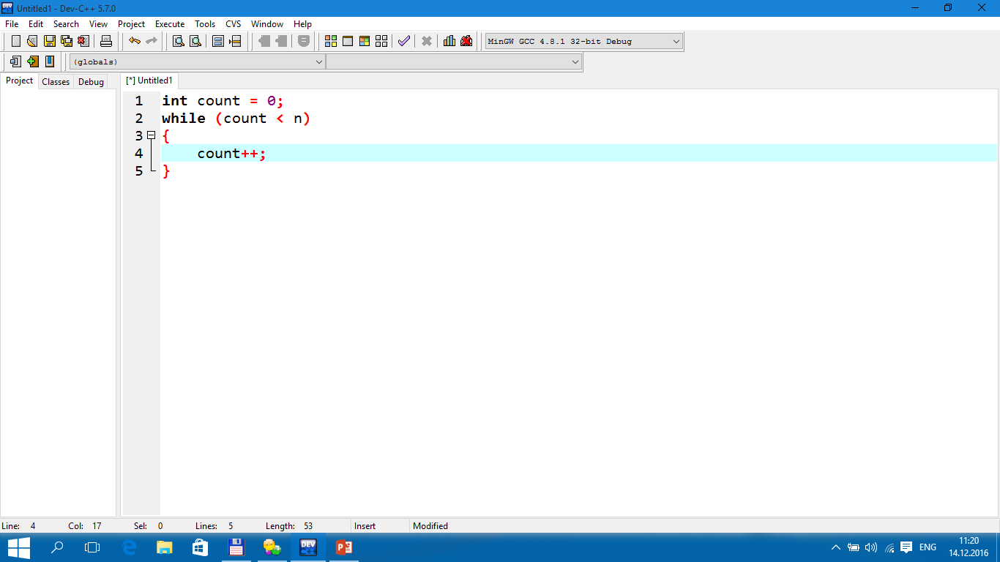 Untitled1 - Dev-C++ 5.7.0
File Edit Search View Project Execute Tools CVS Window Help
MinGW GCC 4.8.1 32-bit Debug
(globals)
Project Classes Debug [*] Untitled1
1 int count = 0;
2 while (count < n)
3 {
4 count++;
5 }
Line: 4 Col: 17 Sel: 0 Lines: 5 Length: 53 Insert Modified
DEV C++ P ENG 11:20
14.12.2016